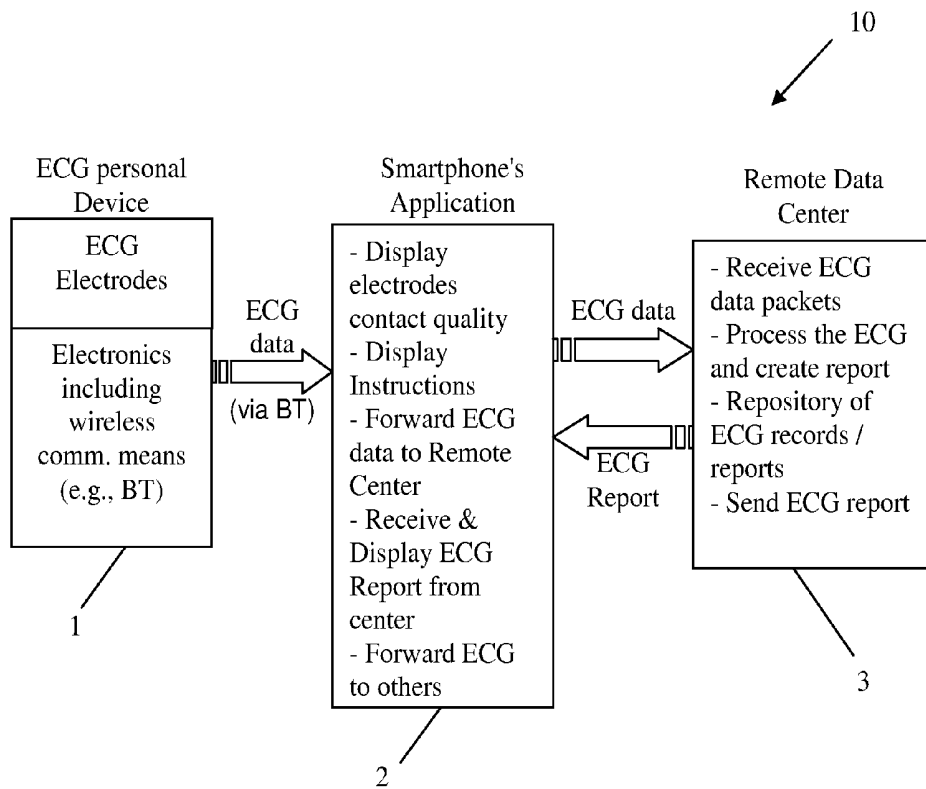 10
ECG personal
Device
ECG
Electrodes
Electronics
including
wireless
comm. means
(e.g., BT)
1
ECG
data
(via BT)
Smartphone's
Application
- Display
electrodes
contact quality
- Display
Instructions
- Forward ECG
data to Remote
Center
- Receive &
Display ECG
Report from
center
- Forward ECG
to others
2
ECG data
ECG
Report
Remote Data
Center
- Receive ECG
data packets
- Process the ECG
and create report
- Repository of
ECG records /
reports
- Send ECG report
3